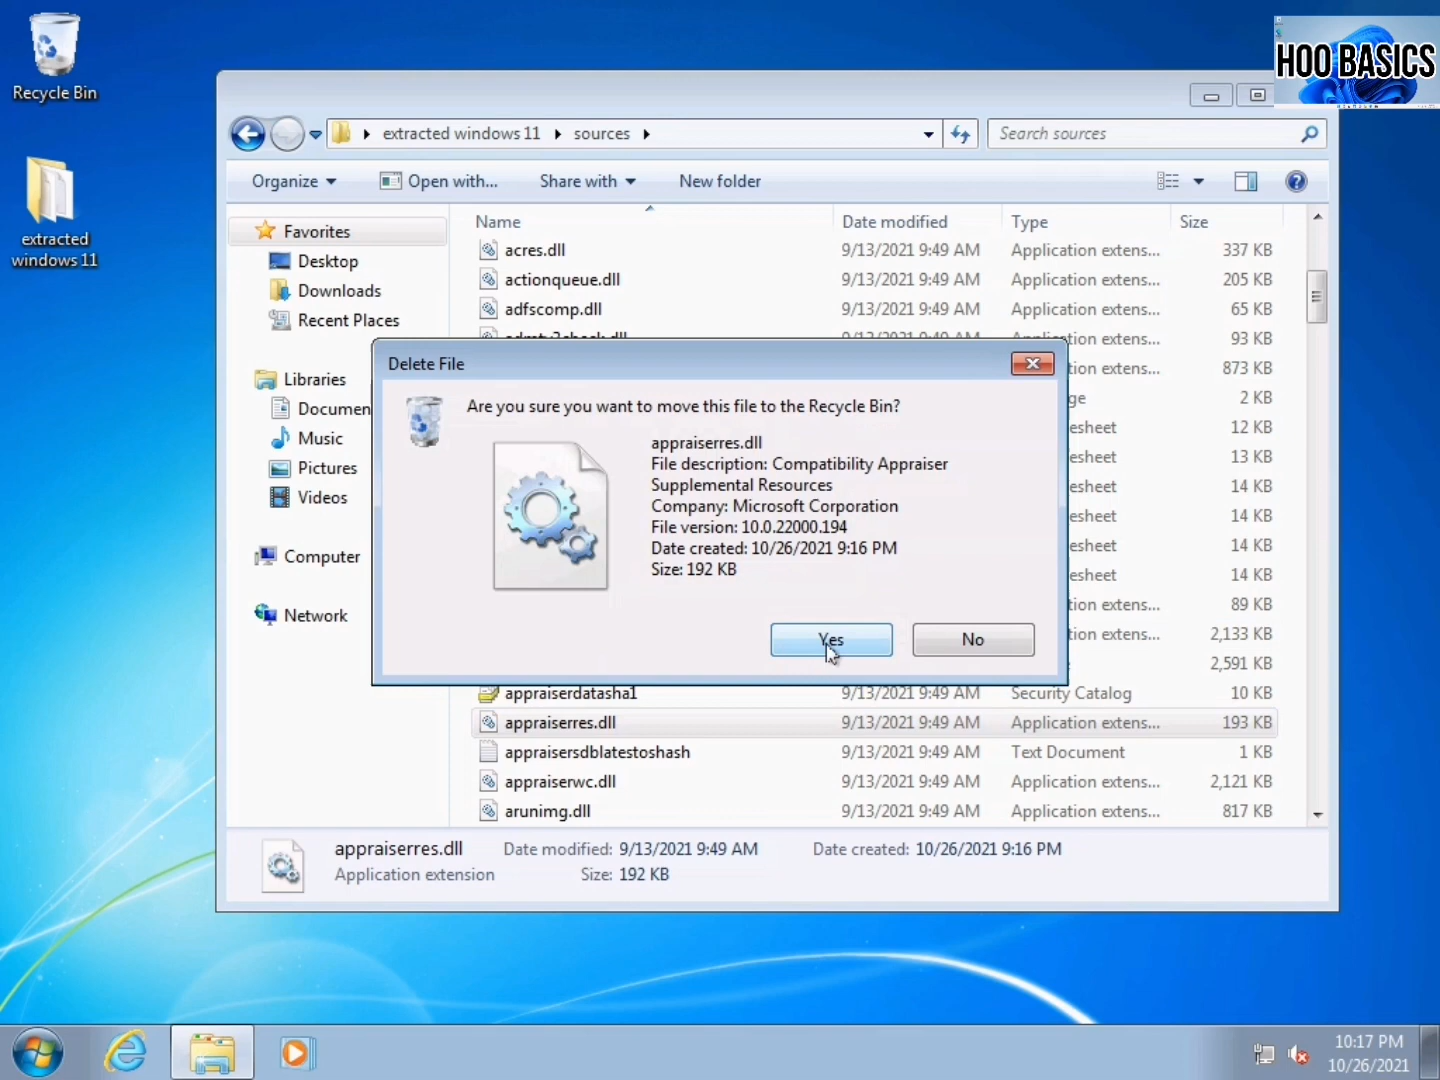 Recycle Bin
HOO BASICS
extracted windows 11 sources
Search sources
Organize Open with... Share with New folder
extracted
windows 11
Favorites
Desktop
Downloads
Recent Places
Libraries
Documen
Music
Pictures
Videos
Computer
Network
Name Date modified Type Size
acres.dll 9/13/2021 9:49 AM Application extens... 337 KB
actionqueue.dll 9/13/2021 9:49 AM Application extens... 205 KB
adfscomp.dll 9/13/2021 9:49 AM Application extens... 65 KB
tion extens... 93 KB
tion extens... 873 KB
ge 2 KB
esheet 12 KB
esheet 13 KB
esheet 14 KB
esheet 14 KB
esheet 14 KB
esheet 14 KB
tion extens... 89 KB
tion extens... 2,133 KB
2,591 KB
appraiserdatasha1 9/13/2021 9:49 AM Security Catalog 10 KB
appraiserres.dll 9/13/2021 9:49 AM Application extens... 193 KB
appraisersdblatestoshash 9/13/2021 9:49 AM Text Document 1 KB
appraiserwc.dll 9/13/2021 9:49 AM Application extens... 2,121 KB
arunimg.dll 9/13/2021 9:49 AM Application extens... 817 KB
Delete File
Are you sure you want to move this file to the Recycle Bin?
appraiserres.dll
File description: Compatibility Appraiser
Supplemental Resources
Company: Microsoft Corporation
File version: 10.0.22000.194
Date created: 10/26/2021 9:16 PM
Size: 192 KB
Yes No
appraiserres.dll Date modified: 9/13/2021 9:49 AM Date created: 10/26/2021 9:16 PM
Application extension Size: 192 KB
10:17 PM
10/26/2021